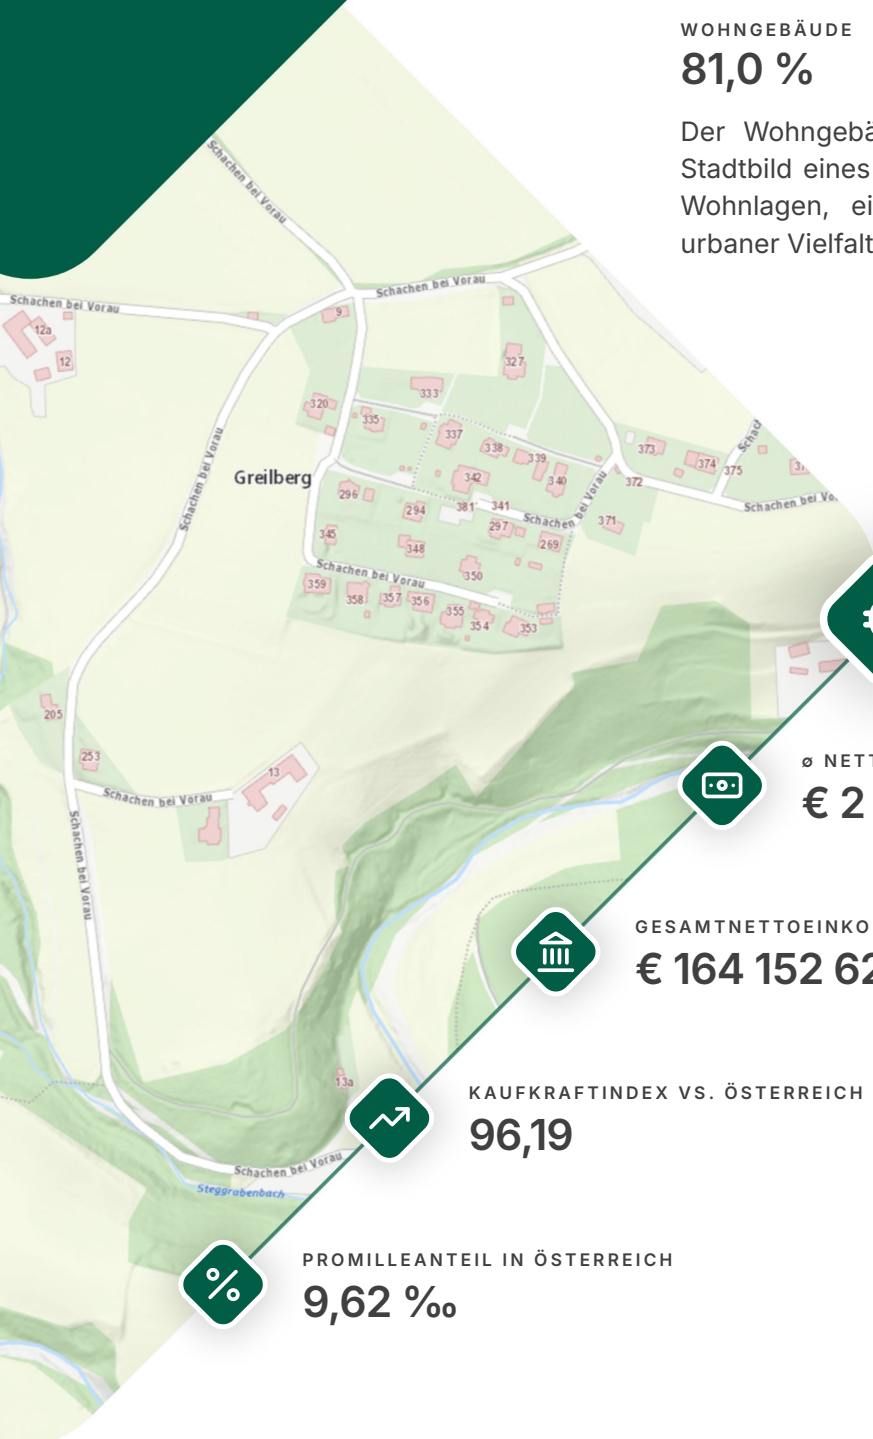 WOHNGEBÄUDE
81,0 %
Der
Stadtbild eines
Wohnlagen,
urbaner Vielfalt
Schachen bei Vorau
Schachen bei Vorau
Schachen bei Vorau
9
12a
12
327
333
320
335
337
338
339
373
374
375
Schachen bei Vorau
Greilberg
342
340
372
296
294
381
341
Schachen bei Vorau
297
371
Schachen bei
345
348
269
Schachen bei Vorau
350
359
358
357
356
355
354
353
205
253
13
Schachen bei Vorau
Schachen bei Vorau
€ 2
GESAMTNETTOEINKO
€ 164 152 62
13a
KAUFKRAFTINDEX VS. ÖSTERREICH
96,19
Schachen bei Vorau
Steggrabenbach
PROMILLEANTEIL IN ÖSTERREICH
9,62 ‰